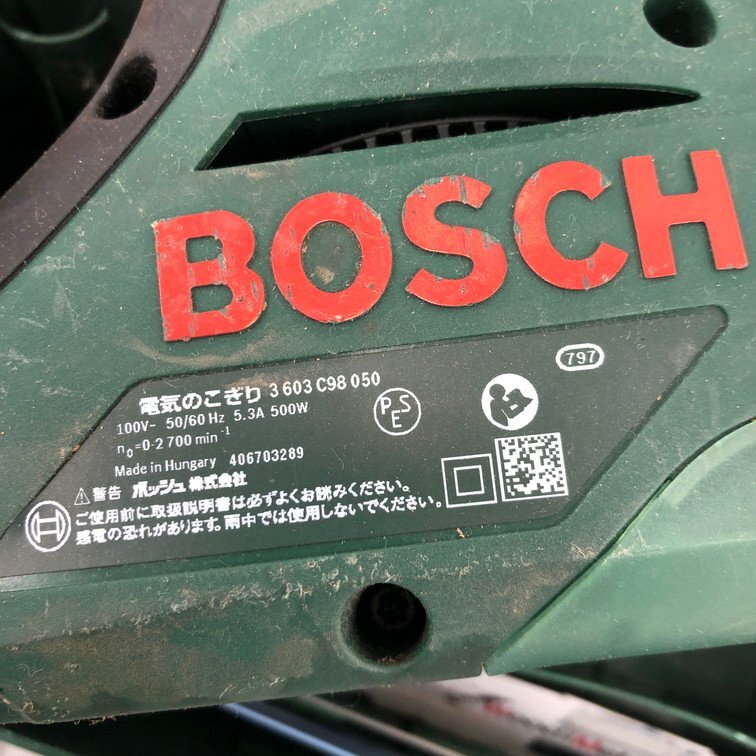 BOSCH
797
電気のこぎり 3 603 C98 050
100V~ 50/60 Hz 5.3A 500W
n₀=0-2 700 min⁻¹
Made in Hungary 406703289
PSE
⚠警告 ボッシュ株式会社
ご使用前に取扱説明書は必ずよくお読みください。
感電の恐れがあります。雨中では使用しないでください。